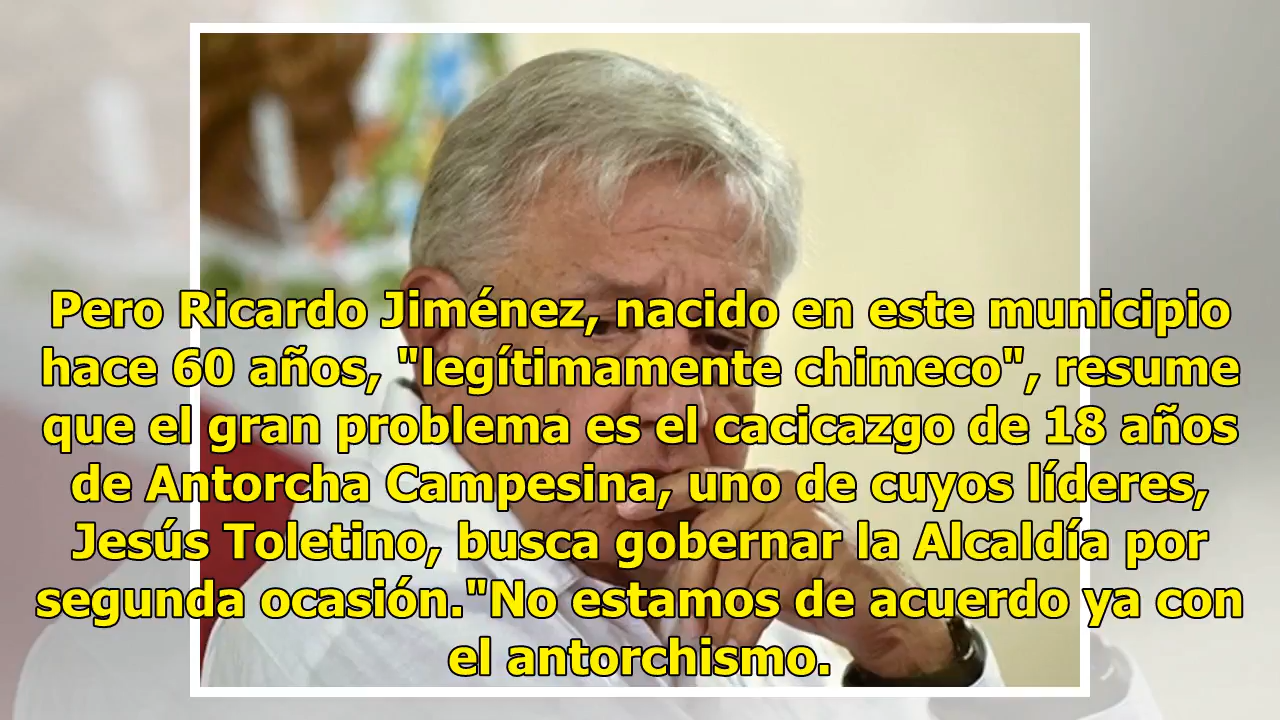 Pero Ricardo Jiménez, nacido en este municipio
hace 60 años, "legítimamente chimeco", resume
que el gran problema es el cacicazgo de 18 años
de Antorcha Campesina, uno de cuyos líderes,
Jesús Toletino, busca gobernar la Alcaldía por
segunda ocasión."No estamos de acuerdo ya con
el antorchismo.